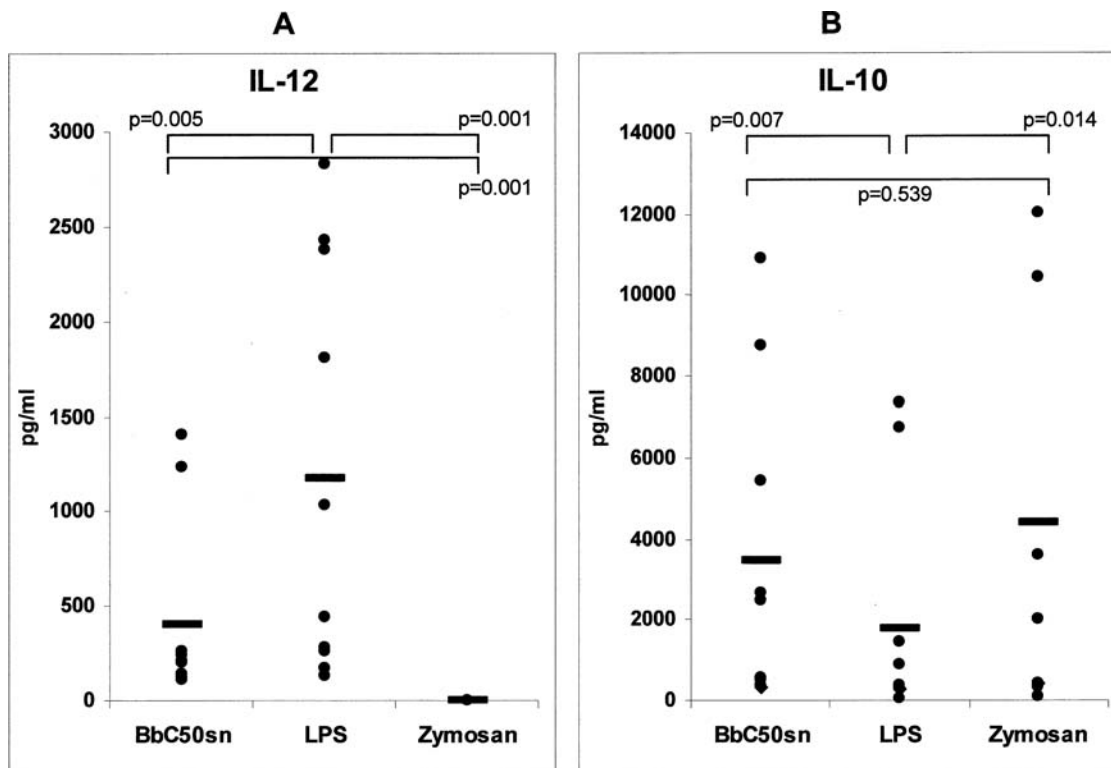 A
IL-12
p=0.005
p=0.001
p=0.001
3000
2500
2000
1500
1000
500
0
pg/ml
BbC50sn LPS Zymosan
B
IL-10
p=0.007
p=0.014
p=0.539
14000
12000
10000
8000
6000
4000
2000
0
pg/ml
BbC50sn LPS Zymosan